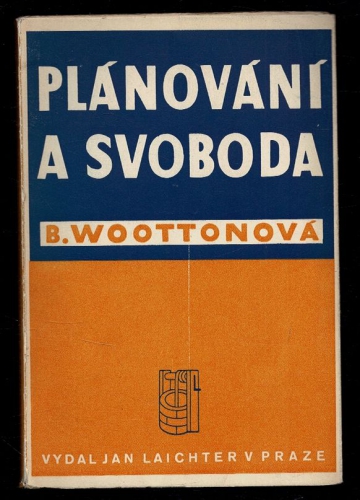 PLÁNOVÁNÍ
A SVOBODA
B.WOOTTONOVÁ
VYDAL JAN LAICHTER V PRAZE